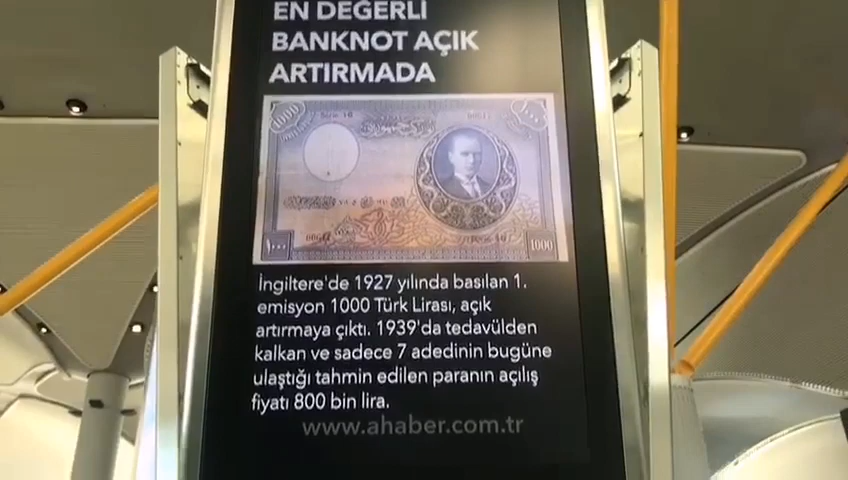 EN DEĞERLİ
BANKNOT AÇIK
ARTIRMADA
1000
1000
İngiltere'de 1927 yılında basılan 1.
emisyon 1000 Türk Lirası, açık
artırmaya çıktı. 1939'da tedavülden
kalkan ve sadece 7 adedinin bugüne
ulaştığı tahmin edilen paranın açılış
fiyatı 800 bin lira.
www.ahaber.com.tr